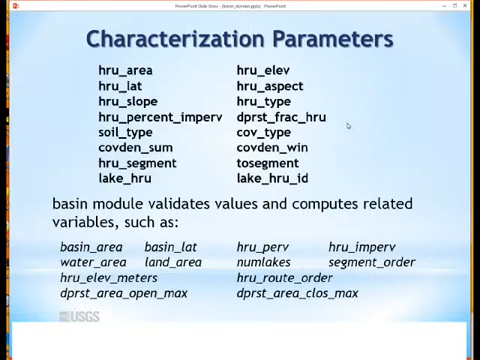 PowerPoint Slide Show - [basin_domain.pptx] - PowerPoint
Characterization Parameters
hru_area hru_elev
hru_lat hru_aspect
hru_slope hru_type
hru_percent_imperv dprst_frac_hru
soil_type cov_type
covden_sum covden_win
hru_segment tosegment
lake_hru lake_hru_id
basin module validates values and computes related
variables, such as:
basin_area basin_lat hru_perv hru_imperv
water_area land_area numlakes segment_order
hru_elev_meters hru_route_order
dprst_area_open_max dprst_area_clos_max
USGS